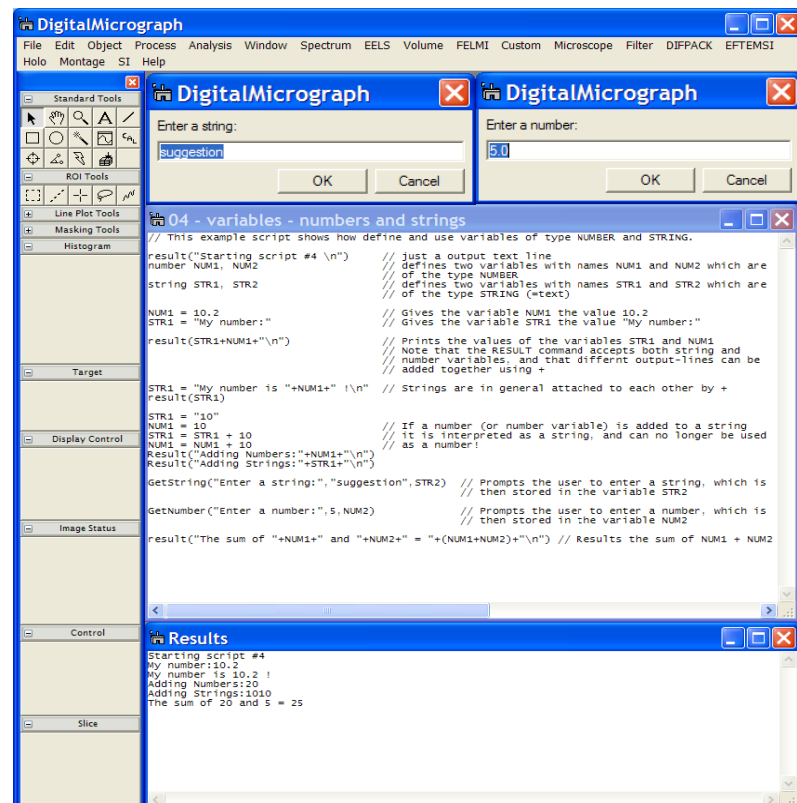 DigitalMicrograph
File Edit Object Process Analysis Window Spectrum EELS Volume FELMI Custom Microscope Filter DIFPACK EFTEMSI
Holo Montage SI Help
Standard Tools
ROI Tools
Line Plot Tools
Masking Tools
Histogram
Target
Display Control
Image Status
Control
Slice
DigitalMicrograph
Enter a string:
suggestion
OK Cancel
DigitalMicrograph
Enter a number:
5.0
OK Cancel
04 - variables - numbers and strings
// This example script shows how define and use variables of type NUMBER and STRING.
result("Starting script #4 \n") // just a output text line
number NUM1, NUM2 // defines two variables with names NUM1 and NUM2 which are
// of the type NUMBER
string STR1, STR2 // defines two variables with names STR1 and STR2 which are
// of the type STRING (=text)
NUM1 = 10.2 // Gives the variable NUM1 the value 10.2
STR1 = "My number:" // Gives the variable STR1 the value "My number:"
result(STR1+NUM1+"\n") // Prints the values of the variables STR1 and NUM1
// Note that the RESULT command accepts both string and
// number variables, and that differnt output-lines can be
// added together using +
STR1 = "My number is "+NUM1+" !\n" // Strings are in general attached to each other by +
result(STR1)
STR1 = "10"
NUM1 = 10 // If a number (or number variable) is added to a string
STR1 = STR1 + 10 // it is interpreted as a string, and can no longer be used
NUM1 = NUM1 + 10 // as a number!
Result("Adding Numbers:"+NUM1+"\n")
Result("Adding Strings:"+STR1+"\n")
GetString("Enter a string:","suggestion",STR2) // Prompts the user to enter a string, which is
// then stored in the variable STR2
GetNumber("Enter a number:",5,NUM2) // Prompts the user to enter a number, which is
// then stored in the variable NUM2
result("The sum of "+NUM1+" and "+NUM2+" = "+(NUM1+NUM2)+"\n") // Results the sum of NUM1 + NUM2
Results
Starting script #4
My number:10.2
My number is 10.2 !
Adding Numbers:20
Adding Strings:1010
The sum of 20 and 5 = 25